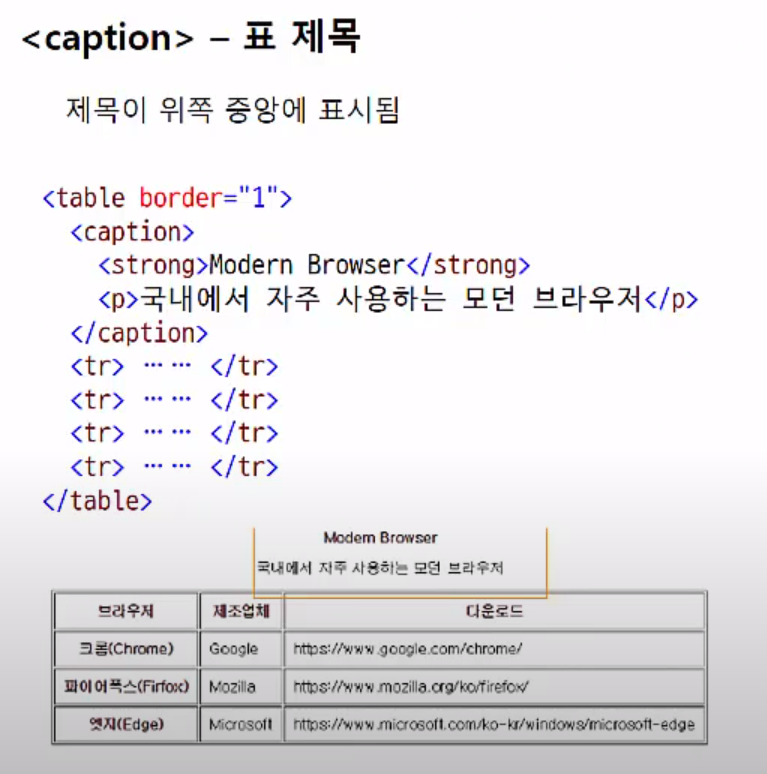 <caption> – 표 제목
제목이 위쪽 중앙에 표시됨
<table border="1">
<caption>
<strong>Modern Browser</strong>
<p>국내에서 자주 사용하는 모던 브라우저</p>
</caption>
<tr> …… </tr>
<tr> …… </tr>
<tr> …… </tr>
<tr> …… </tr>
</table>
Modern Browser
국내에서 자주 사용하는 모던 브라우저
브라우저 제조업체 다운로드
크롬(Chrome) Google https://www.google.com/chrome/
파이어폭스(Firfox) Mozilla https://www.mozilla.org/ko/firefox/
엣지(Edge) Microsoft https://www.microsoft.com/ko-kr/windows/microsoft-edge